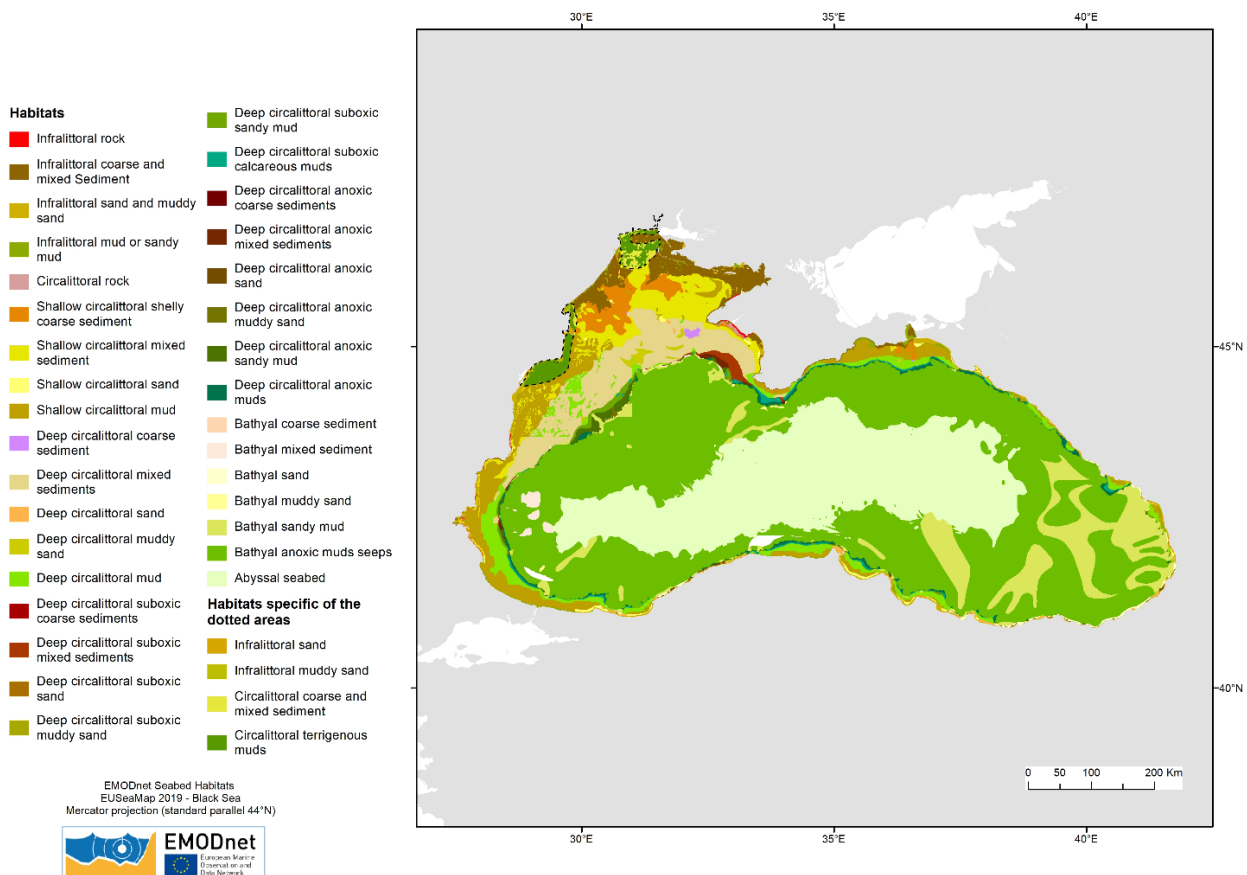 Habitats
Infralittoral rock
Infralittoral coarse and
mixed Sediment
Infralittoral sand and muddy
sand
Infralittoral mud or sandy
mud
Circalittoral rock
Shallow circalittoral shelly
coarse sediment
Shallow circalittoral mixed
sediment
Shallow circalittoral sand
Shallow circalittoral mud
Deep circalittoral coarse
sediment
Deep circalittoral mixed
sediments
Deep circalittoral sand
Deep circalittoral muddy
sand
Deep circalittoral mud
Deep circalittoral suboxic
coarse sediments
Deep circalittoral suboxic
mixed sediments
Deep circalittoral suboxic
sand
Deep circalittoral suboxic
muddy sand
Deep circalittoral suboxic
sandy mud
Deep circalittoral suboxic
calcareous muds
Deep circalittoral anoxic
coarse sediments
Deep circalittoral anoxic
mixed sediments
Deep circalittoral anoxic
sand
Deep circalittoral anoxic
muddy sand
Deep circalittoral anoxic
sandy mud
Deep circalittoral anoxic
muds
Bathyal coarse sediment
Bathyal mixed sediment
Bathyal sand
Bathyal muddy sand
Bathyal sandy mud
Bathyal anoxic muds seeps
Abyssal seabed
Habitats specific of the
dotted areas
Infralittoral sand
Infralittoral muddy sand
Circalittoral coarse and
mixed sediment
Circalittoral terrigenous
muds
EMODnet Seabed Habitats
EUSeaMap 2019 - Black Sea
Mercator projection (standard parallel 44°N)
EMODnet
European Marine
Observation and
Data Network
30°E 35°E 40°E
45°N 45°N
40°N 40°N
0 50 100 200 Km
30°E 35°E 40°E